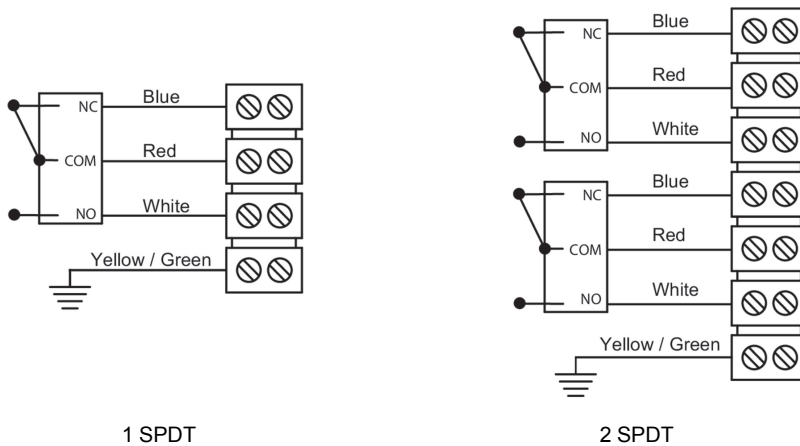 NC
Blue
COM
Red
NO
White
Yellow / Green
1 SPDT
NC
Blue
COM
Red
NO
White
NC
Blue
COM
Red
NO
White
Yellow / Green
2 SPDT